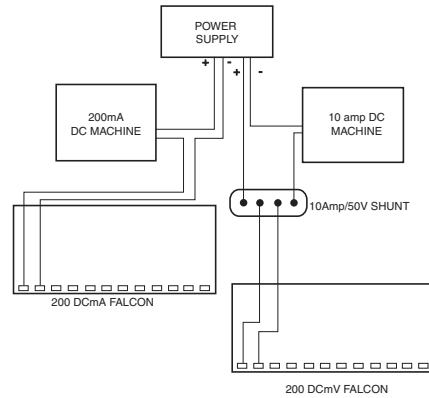 POWER
SUPPLY
+ - + -
200mA
DC MACHINE
10 amp DC
MACHINE
10Amp/50V SHUNT
200 DCmA FALCON
200 DCmV FALCON